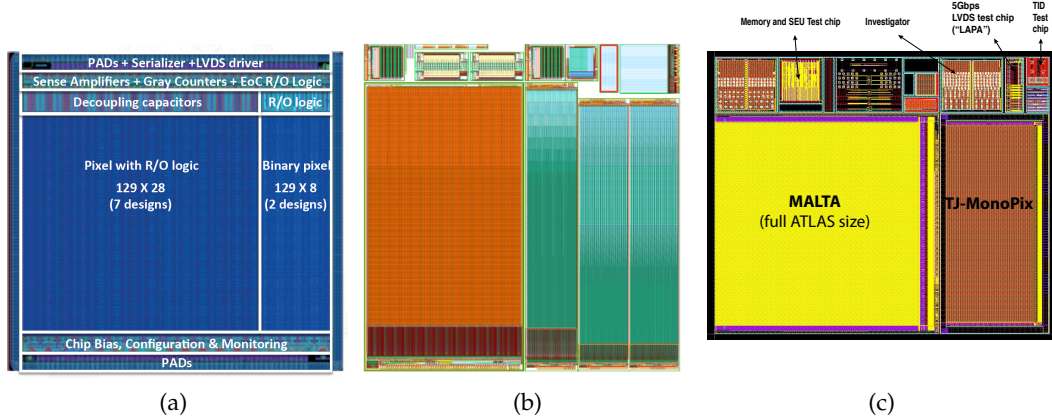 PADs + Serializer +LVDS driver
Sense Amplifiers + Gray Counters + EoC R/O Logic
Decoupling capacitors
R/O logic
Pixel with R/O logic
129 X 28
(7 designs)
Binary pixel
129 X 8
(2 designs)
Chip Bias, Configuration & Monitoring
PADs
(a)
(b)
Memory and SEU Test chip
Investigator
5Gbps
LVDS test chip
("LAPA")
TID
Test
chip
MALTA
(full ATLAS size)
TJ-MonoPix
(c)